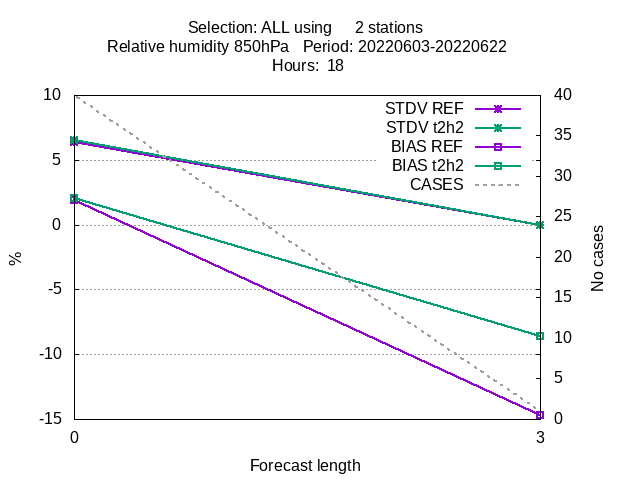 Selection: ALL using 2 stations
Relative humidity 850hPa Period: 20220603-20220622
Hours: 18
STDV REF
STDV t2h2
BIAS REF
BIAS t2h2
CASES
10
5
0
-5
-10
-15
%
40
35
30
25
20
15
10
5
0
No cases
0 3
Forecast length